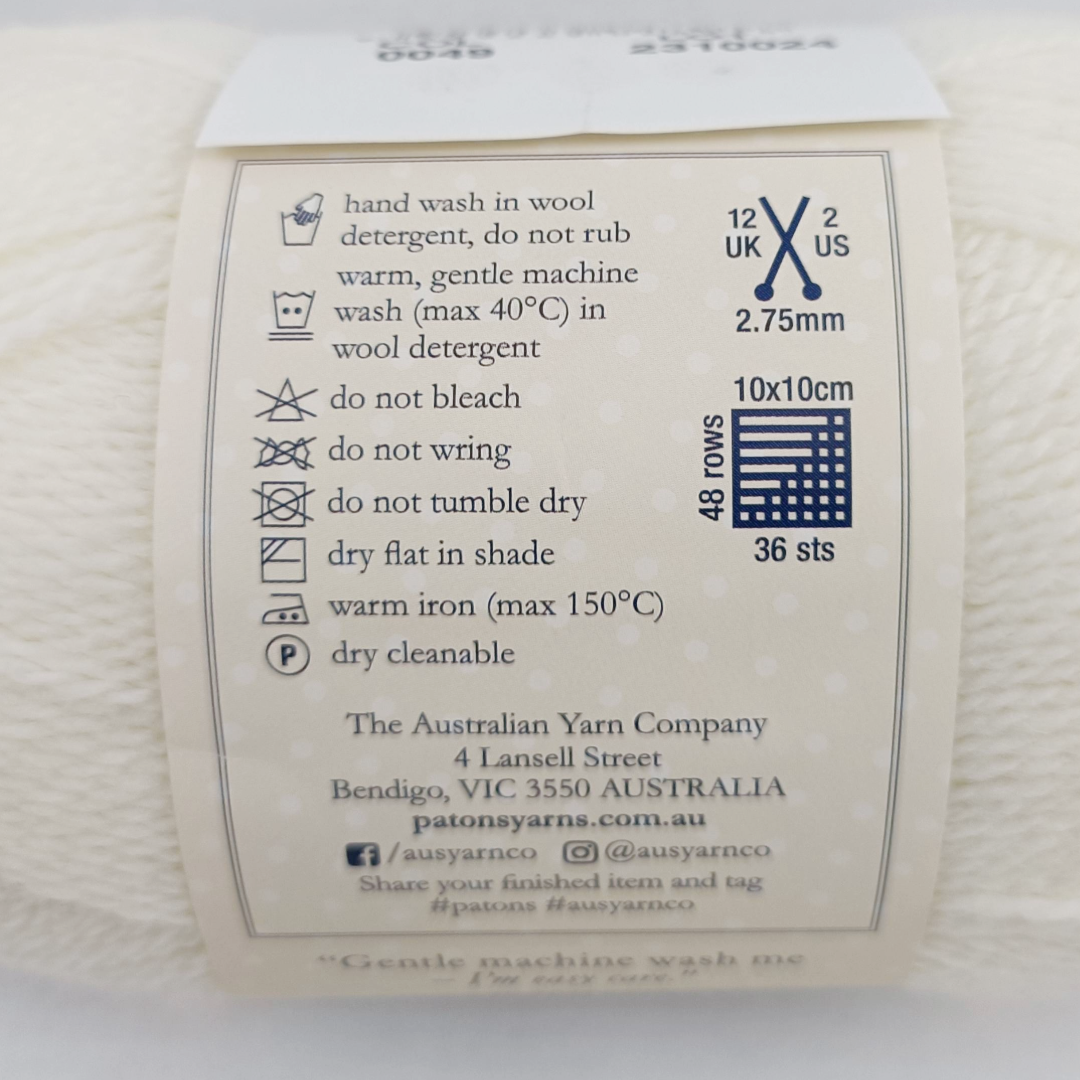 0049 2310024
hand wash in wool
detergent, do not rub
warm, gentle machine
wash (max 40°C) in
wool detergent
do not bleach
do not wring
do not tumble dry
dry flat in shade
warm iron (max 150°C)
P dry cleanable
12 2
UK US
2.75mm
10x10cm
48 rows
36 sts
The Australian Yarn Company
4 Lansell Street
Bendigo, VIC 3550 AUSTRALIA
patonsyarns.com.au
/ausyarnco @ausyarnco
Share your finished item and tag
#patons #ausyarnco
“Gentle machine wash me
— I'm easy care.”